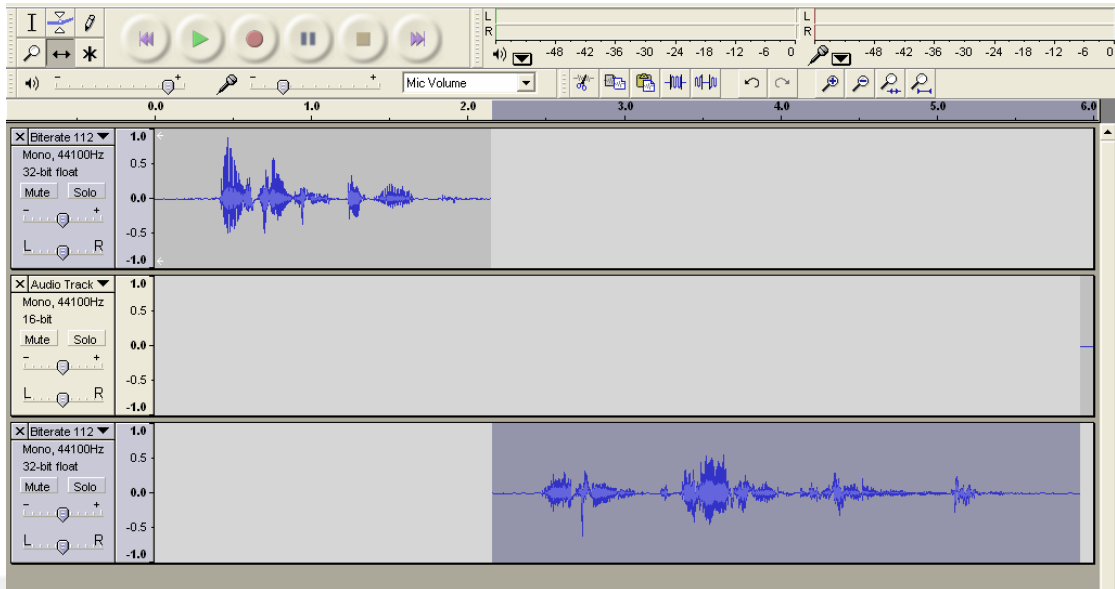 L
R
-48 -42 -36 -30 -24 -18 -12 -6 0
L
R
-48 -42 -36 -30 -24 -18 -12 -6 0
- +
- +
Mic Volume
0.0 1.0 2.0 3.0 4.0 5.0 6.0
X Biterate 112
Mono, 44100Hz
32-bit float
Mute Solo
- +
L R
1.0
0.5
0.0
-0.5
-1.0
X Audio Track
Mono, 44100Hz
16-bit
Mute Solo
- +
L R
1.0
0.5
0.0
-0.5
-1.0
X Biterate 112
Mono, 44100Hz
32-bit float
Mute Solo
- +
L R
1.0
0.5
0.0
-0.5
-1.0